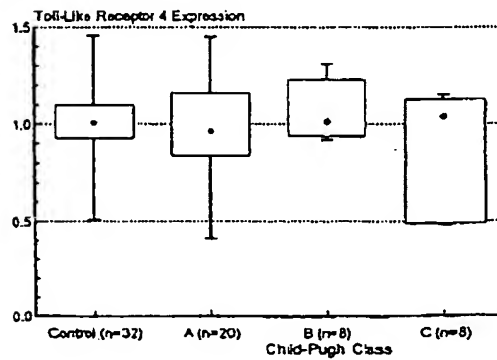 Toll-Like Receptor 4 Expression
1.5
1.0
0.5
0.0
Control (n=32) A (n=20) B (n=8) C (n=8)
Child-Pugh Class